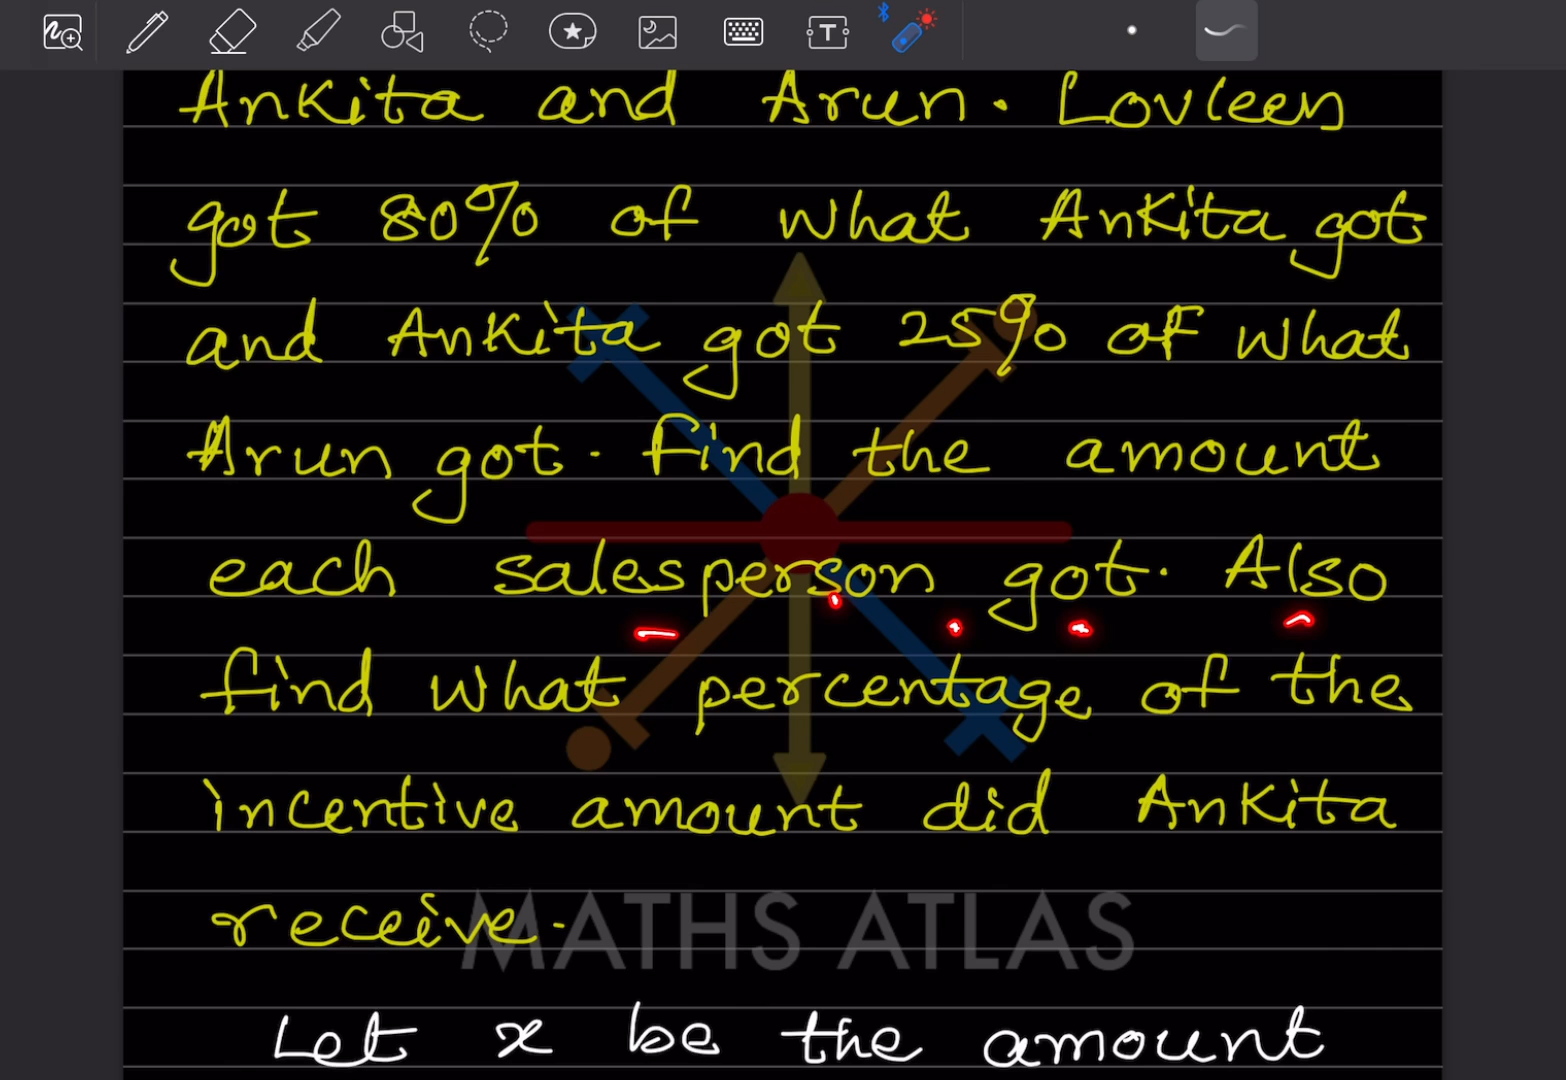 Ankita and Arun. Lovleen
got 80% of what Ankita got
and Ankita got 25% of what
Arun got. Find the amount
each salesperson got. Also
find what percentage of the
incentive amount did Ankita
receive.
MATHS ATLAS
Let x be the amount